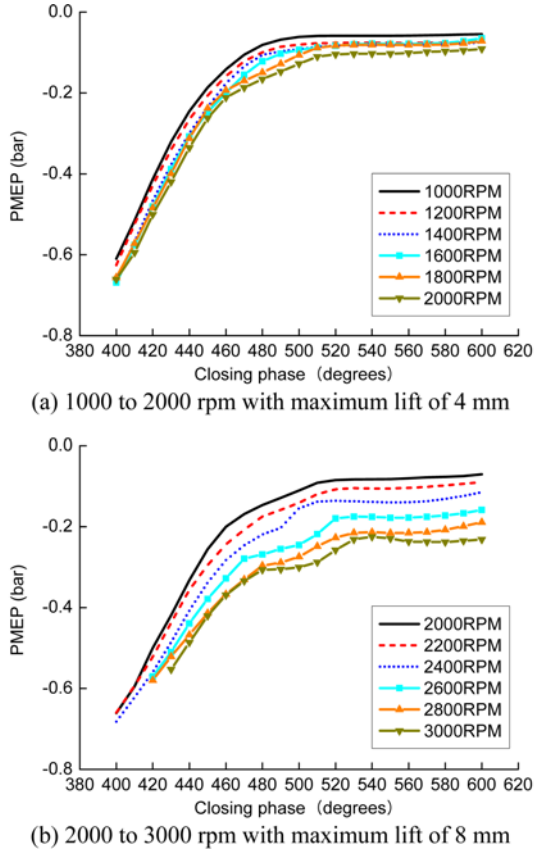 0.0
-0.2
-0.4
-0.6
-0.8
PMEP (bar)
1000RPM
1200RPM
1400RPM
1600RPM
1800RPM
2000RPM
380 400 420 440 460 480 500 520 540 560 580 600 620
Closing phase（degrees）
(a) 1000 to 2000 rpm with maximum lift of 4 mm
0.0
-0.2
-0.4
-0.6
-0.8
PMEP (bar)
2000RPM
2200RPM
2400RPM
2600RPM
2800RPM
3000RPM
380 400 420 440 460 480 500 520 540 560 580 600 620
Closing phase（degrees）
(b) 2000 to 3000 rpm with maximum lift of 8 mm